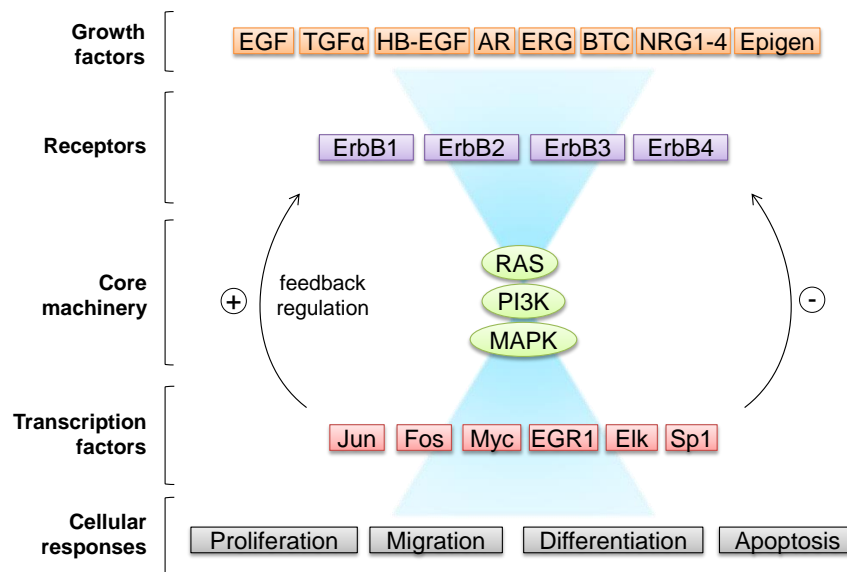 Growth
factors
EGF TGFα HB-EGF AR ERG BTC NRG1-4 Epigen
Receptors
ErbB1 ErbB2 ErbB3 ErbB4
Core
machinery
+
feedback
regulation
RAS
PI3K
MAPK
-
Transcription
factors
Jun Fos Myc EGR1 Elk Sp1
Cellular
responses
Proliferation Migration Differentiation Apoptosis